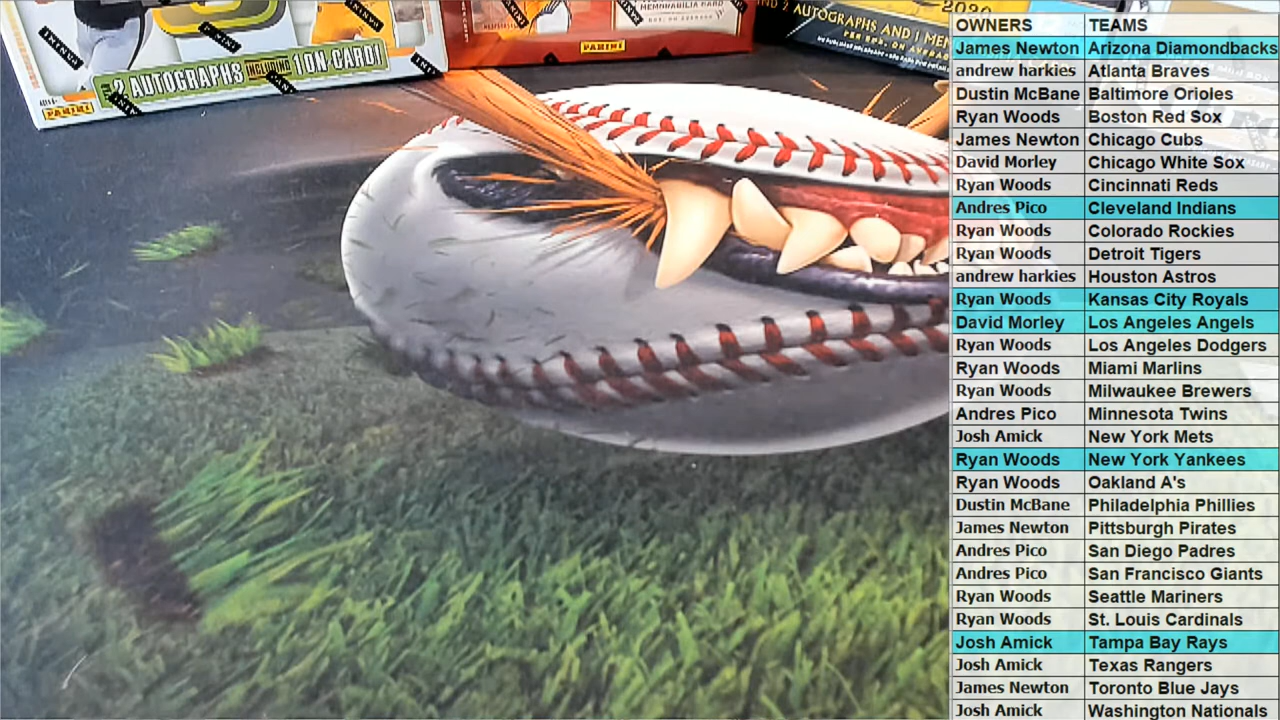 2 AUTOGRAPHS INCLUDING 1 ON-CARD!
PANINI
MEMORABILIA CARD
PANINI
2020
2 AUTOGRAPHS AND 1
PER BOX, ON AVERAGE
OWNERS TEAMS
James Newton Arizona Diamondbacks
andrew harkies Atlanta Braves
Dustin McBane Baltimore Orioles
Ryan Woods Boston Red Sox
James Newton Chicago Cubs
David Morley Chicago White Sox
Ryan Woods Cincinnati Reds
Andres Pico Cleveland Indians
Ryan Woods Colorado Rockies
Ryan Woods Detroit Tigers
andrew harkies Houston Astros
Ryan Woods Kansas City Royals
David Morley Los Angeles Angels
Ryan Woods Los Angeles Dodgers
Ryan Woods Miami Marlins
Ryan Woods Milwaukee Brewers
Andres Pico Minnesota Twins
Josh Amick New York Mets
Ryan Woods New York Yankees
Ryan Woods Oakland A's
Dustin McBane Philadelphia Phillies
James Newton Pittsburgh Pirates
Andres Pico San Diego Padres
Andres Pico San Francisco Giants
Ryan Woods Seattle Mariners
Ryan Woods St. Louis Cardinals
Josh Amick Tampa Bay Rays
Josh Amick Texas Rangers
James Newton Toronto Blue Jays
Josh Amick Washington Nationals